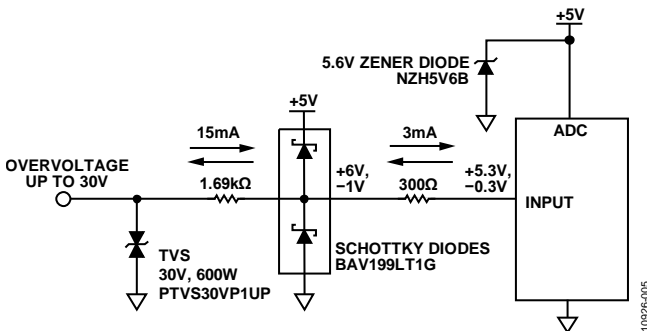 +5V
5.6V ZENER DIODE
NZH5V6B
+5V
ADC
15mA
3mA
OVERVOLTAGE
UP TO 30V
1.69kΩ
+6V,
−1V
300Ω
+5.3V,
−0.3V
INPUT
TVS
30V, 600W
PTVS30VP1UP
SCHOTTKY DIODES
BAV199LT1G
10926-005